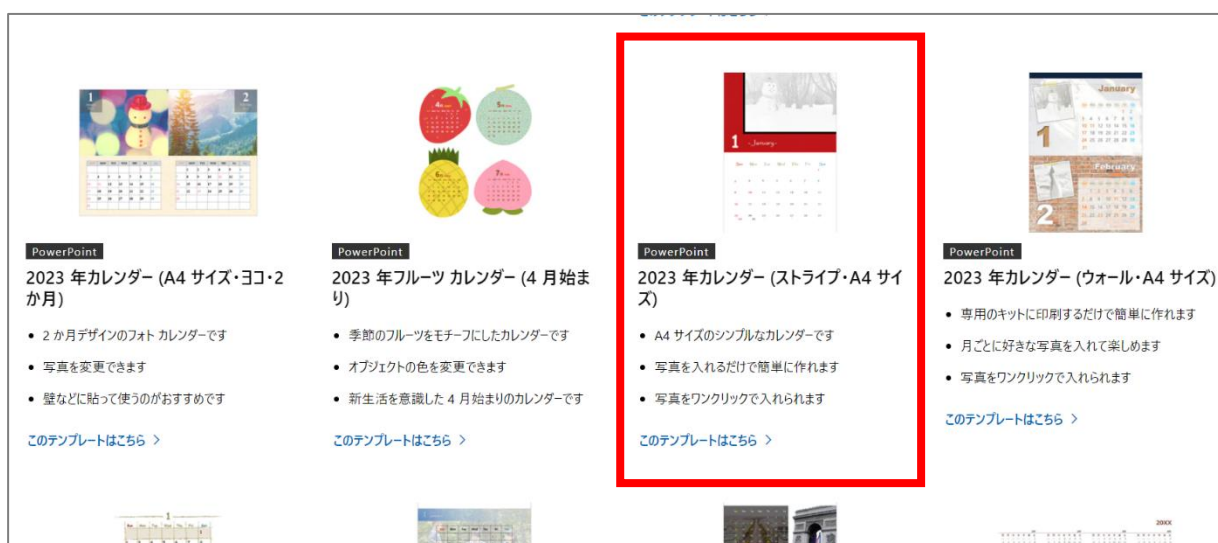 PowerPoint
2023 年カレンダー (A4 サイズ・ヨコ・2
か月)
• 2 か月デザインのフォト カレンダーです
• 写真を変更できます
• 壁などに貼って使うのがおすすめです
このテンプレートはこちら >
PowerPoint
2023 年フルーツ カレンダー (4 月始ま
り)
• 季節のフルーツをモチーフにしたカレンダーです
• オブジェクトの色を変更できます
• 新生活を意識した 4 月始まりのカレンダーです
このテンプレートはこちら >
1
January
PowerPoint
2023 年カレンダー (ストライプ・A4 サイ
ズ)
• A4 サイズのシンプルなカレンダーです
• 写真を入れるだけで簡単に作れます
• 写真をワンクリックで入れられます
このテンプレートはこちら >
January
1
February
2
PowerPoint
2023 年カレンダー (ウォール・A4 サイズ)
• 専用のキットに印刷するだけで簡単に作れます
• 月ごとに好きな写真を入れて楽しめます
• 写真をワンクリックで入れられます
このテンプレートはこちら >
1
20XX